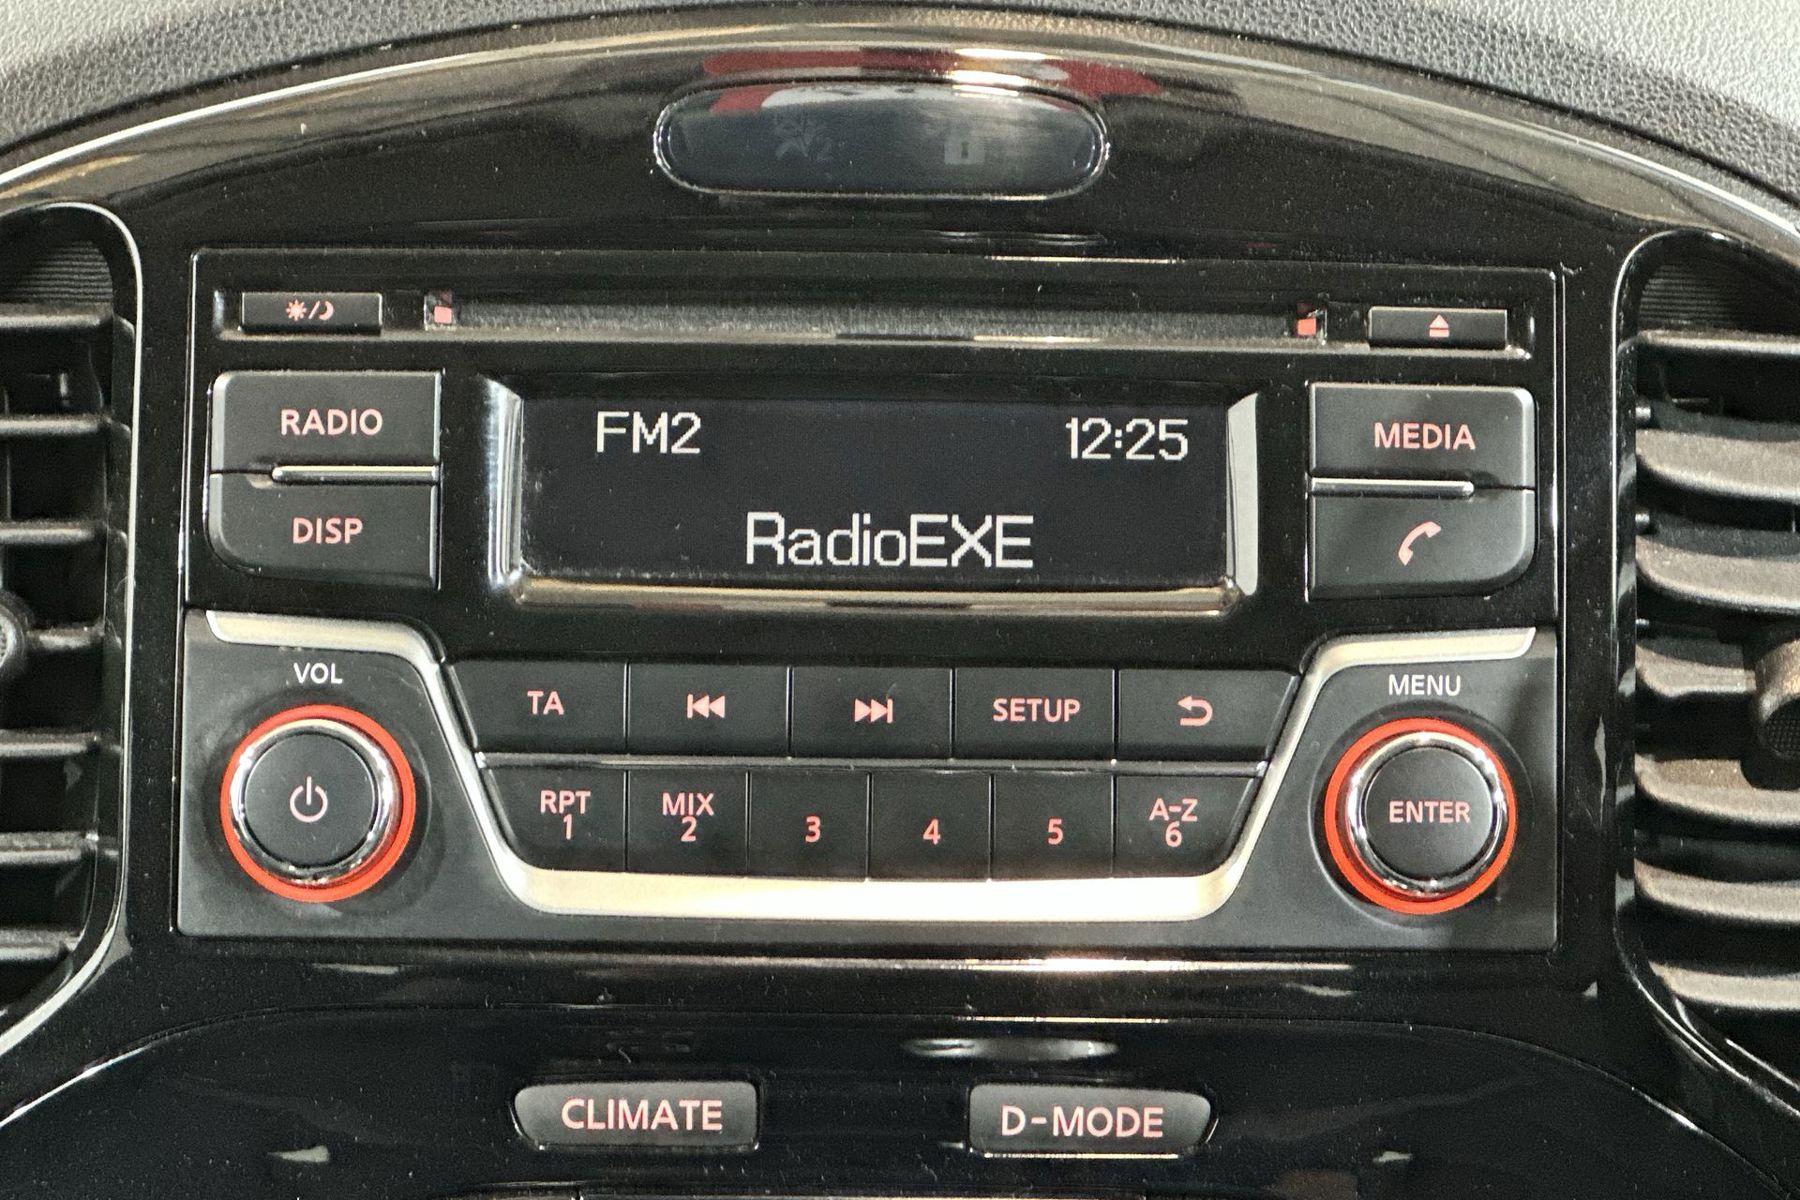 RADIO
DISP
FM2 12:25
RadioEXE
MEDIA
VOL
MENU
TA
SETUP
RPT
1
MIX
2
3
4
5
A-Z
6
ENTER
CLIMATE
D-MODE